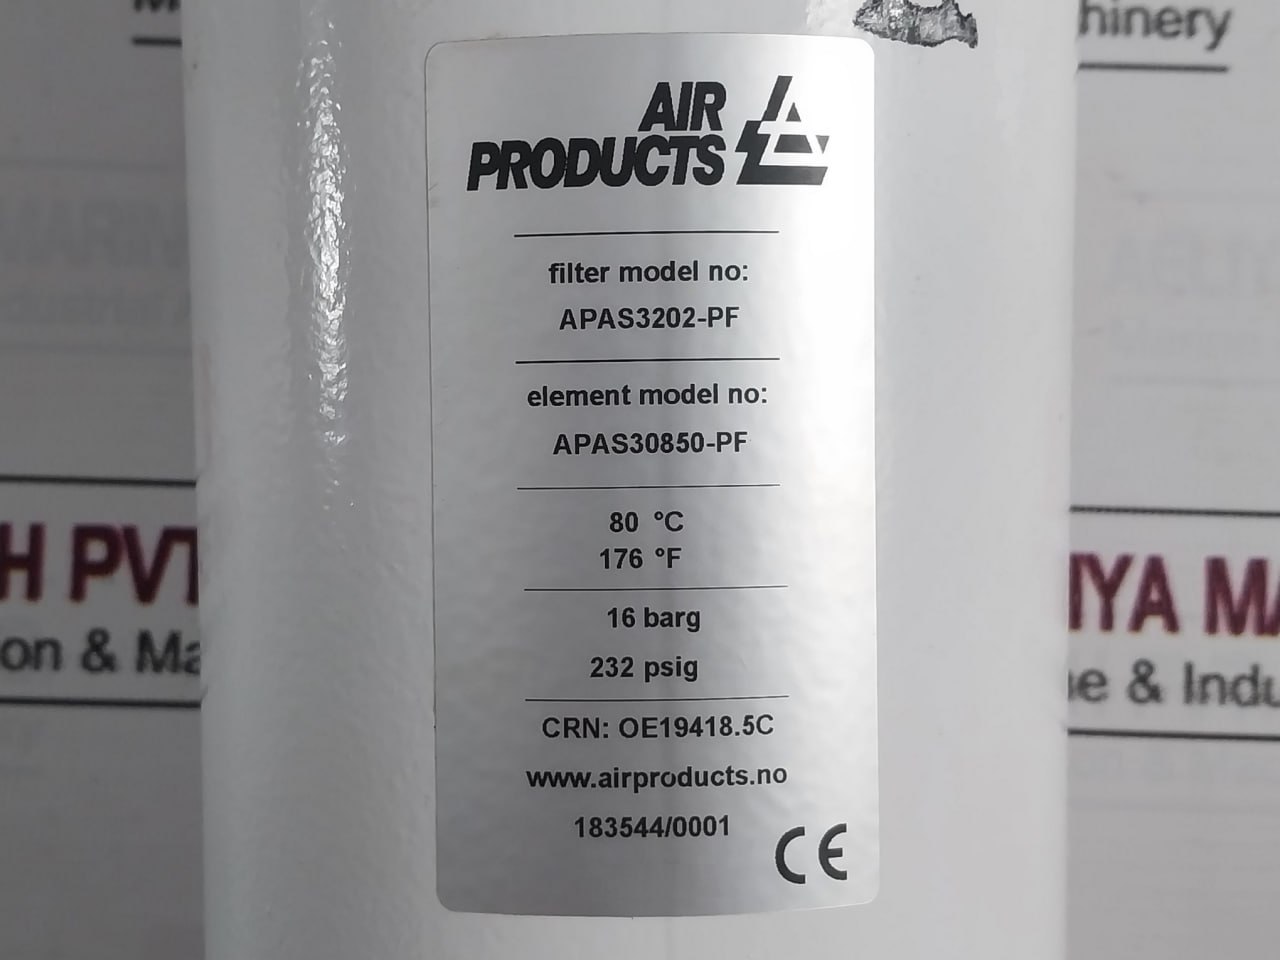 hinery
AIR
PRODUCTS
filter model no:
APAS3202-PF
element model no:
APAS30850-PF
80 °C
176 °F
16 barg
232 psig
CRN: OE19418.5C
www.airproducts.no
183544/0001
CE
H PVT
on & Ma
IYA MA
e & Indu